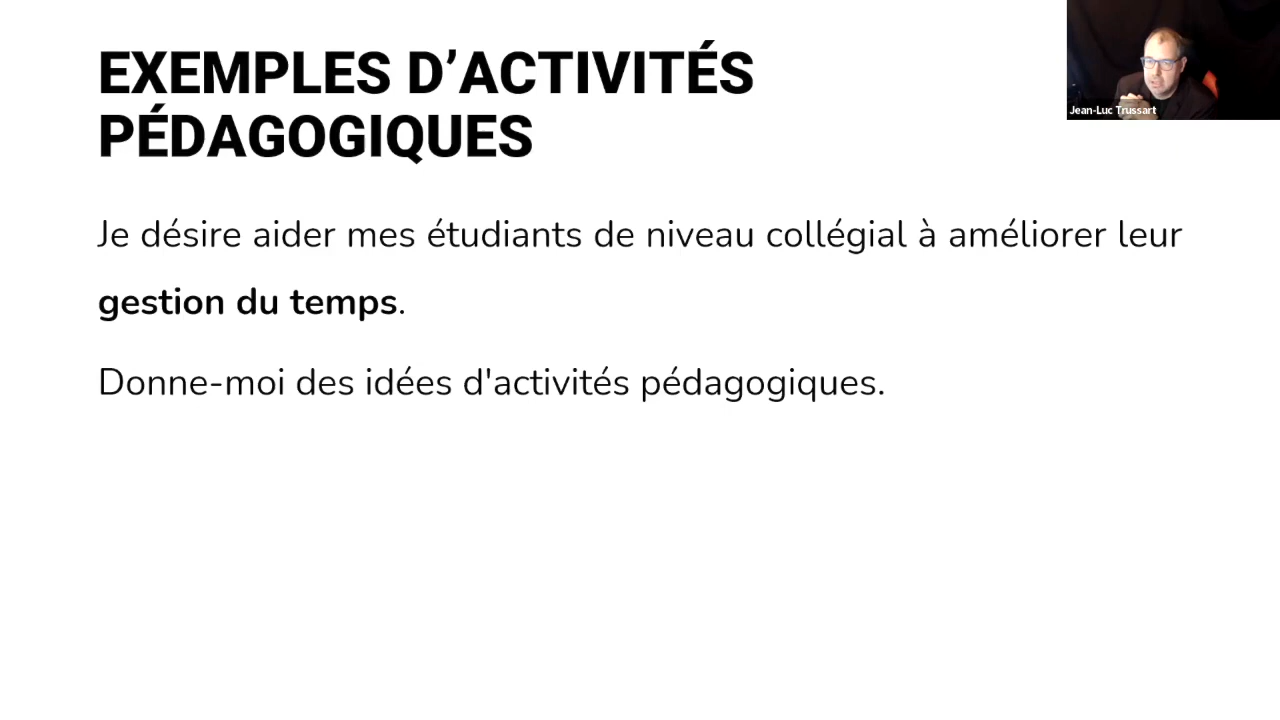 EXEMPLES D’ACTIVITÉS
PÉDAGOGIQUES
Jean-Luc Trussart
Je désire aider mes étudiants de niveau collégial à améliorer leur
gestion du temps.
Donne-moi des idées d'activités pédagogiques.